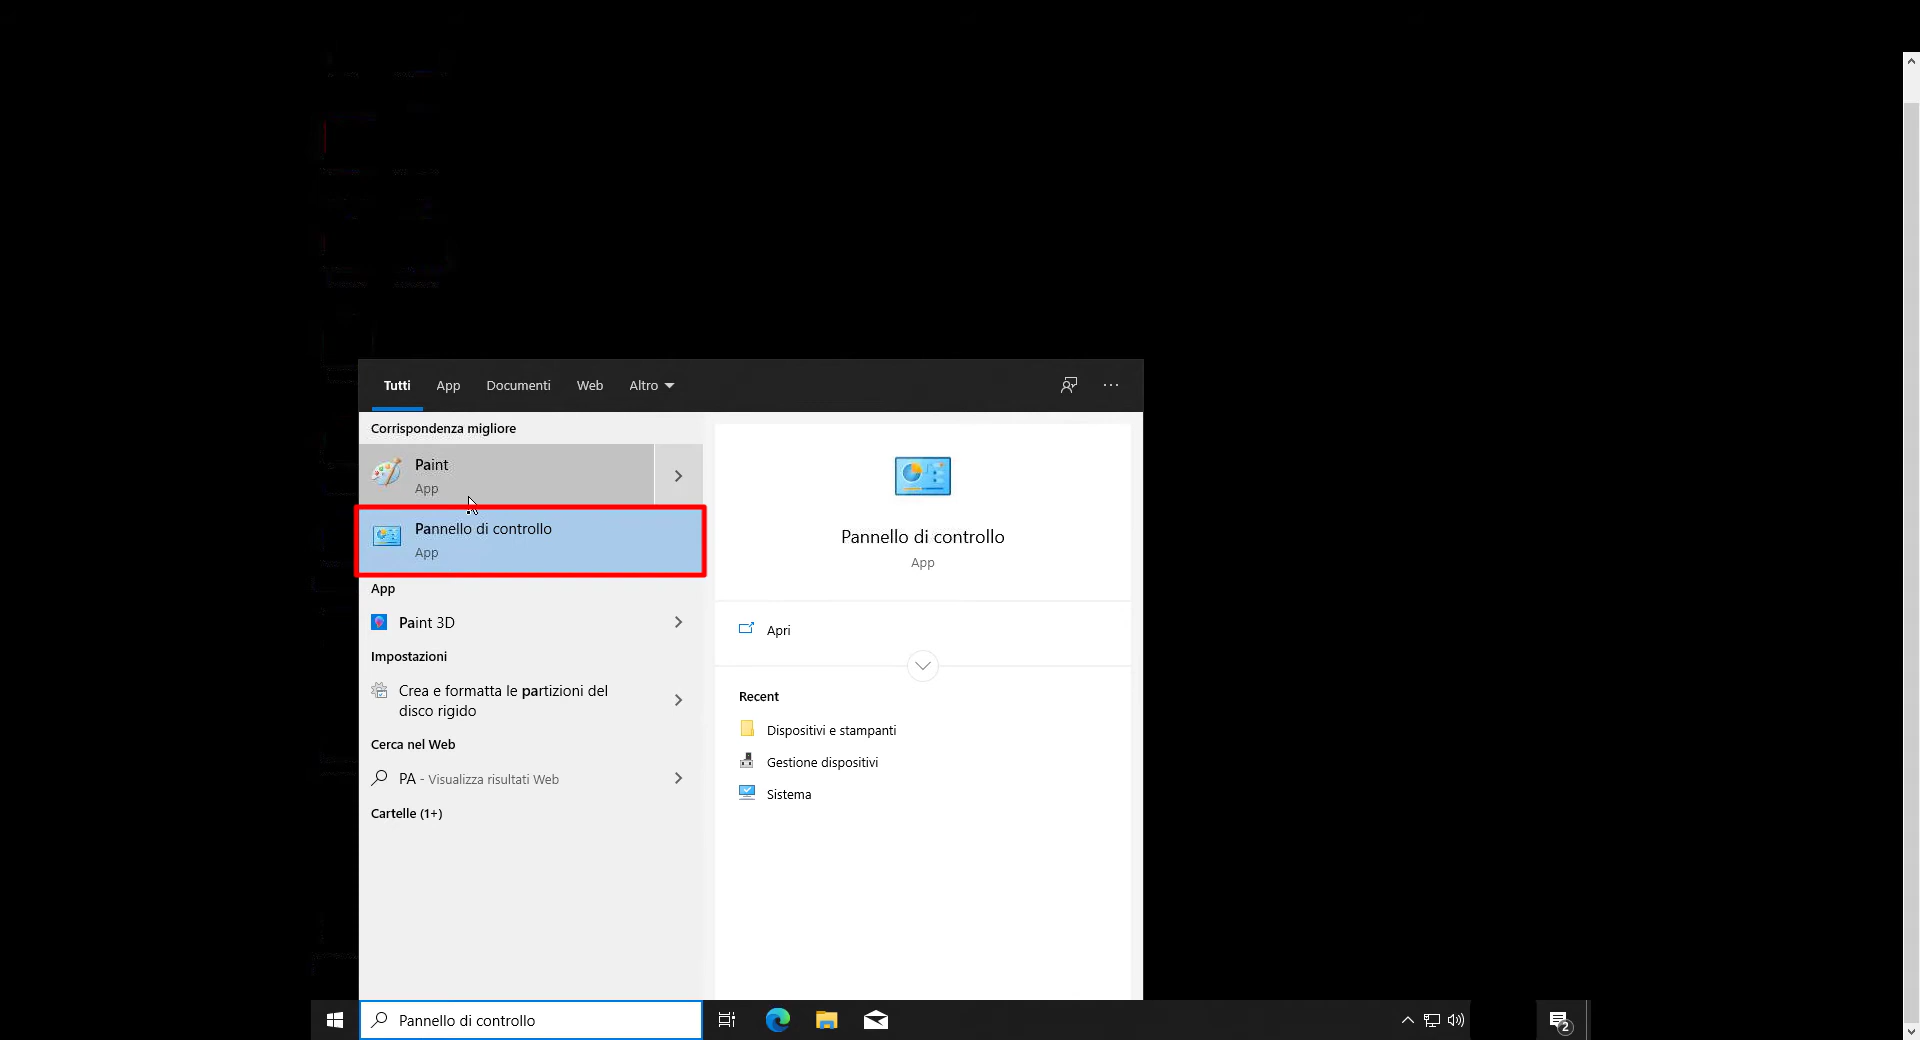 Tutti App Documenti Web Altro
Corrispondenza migliore
Paint
App
Pannello di controllo
App
App
Paint 3D
Impostazioni
Crea e formatta le partizioni del
disco rigido
Cerca nel Web
PA - Visualizza risultati Web
Cartelle (1+)
Pannello di controllo
App
Apri
Recent
Dispositivi e stampanti
Gestione dispositivi
Sistema
Pannello di controllo
2